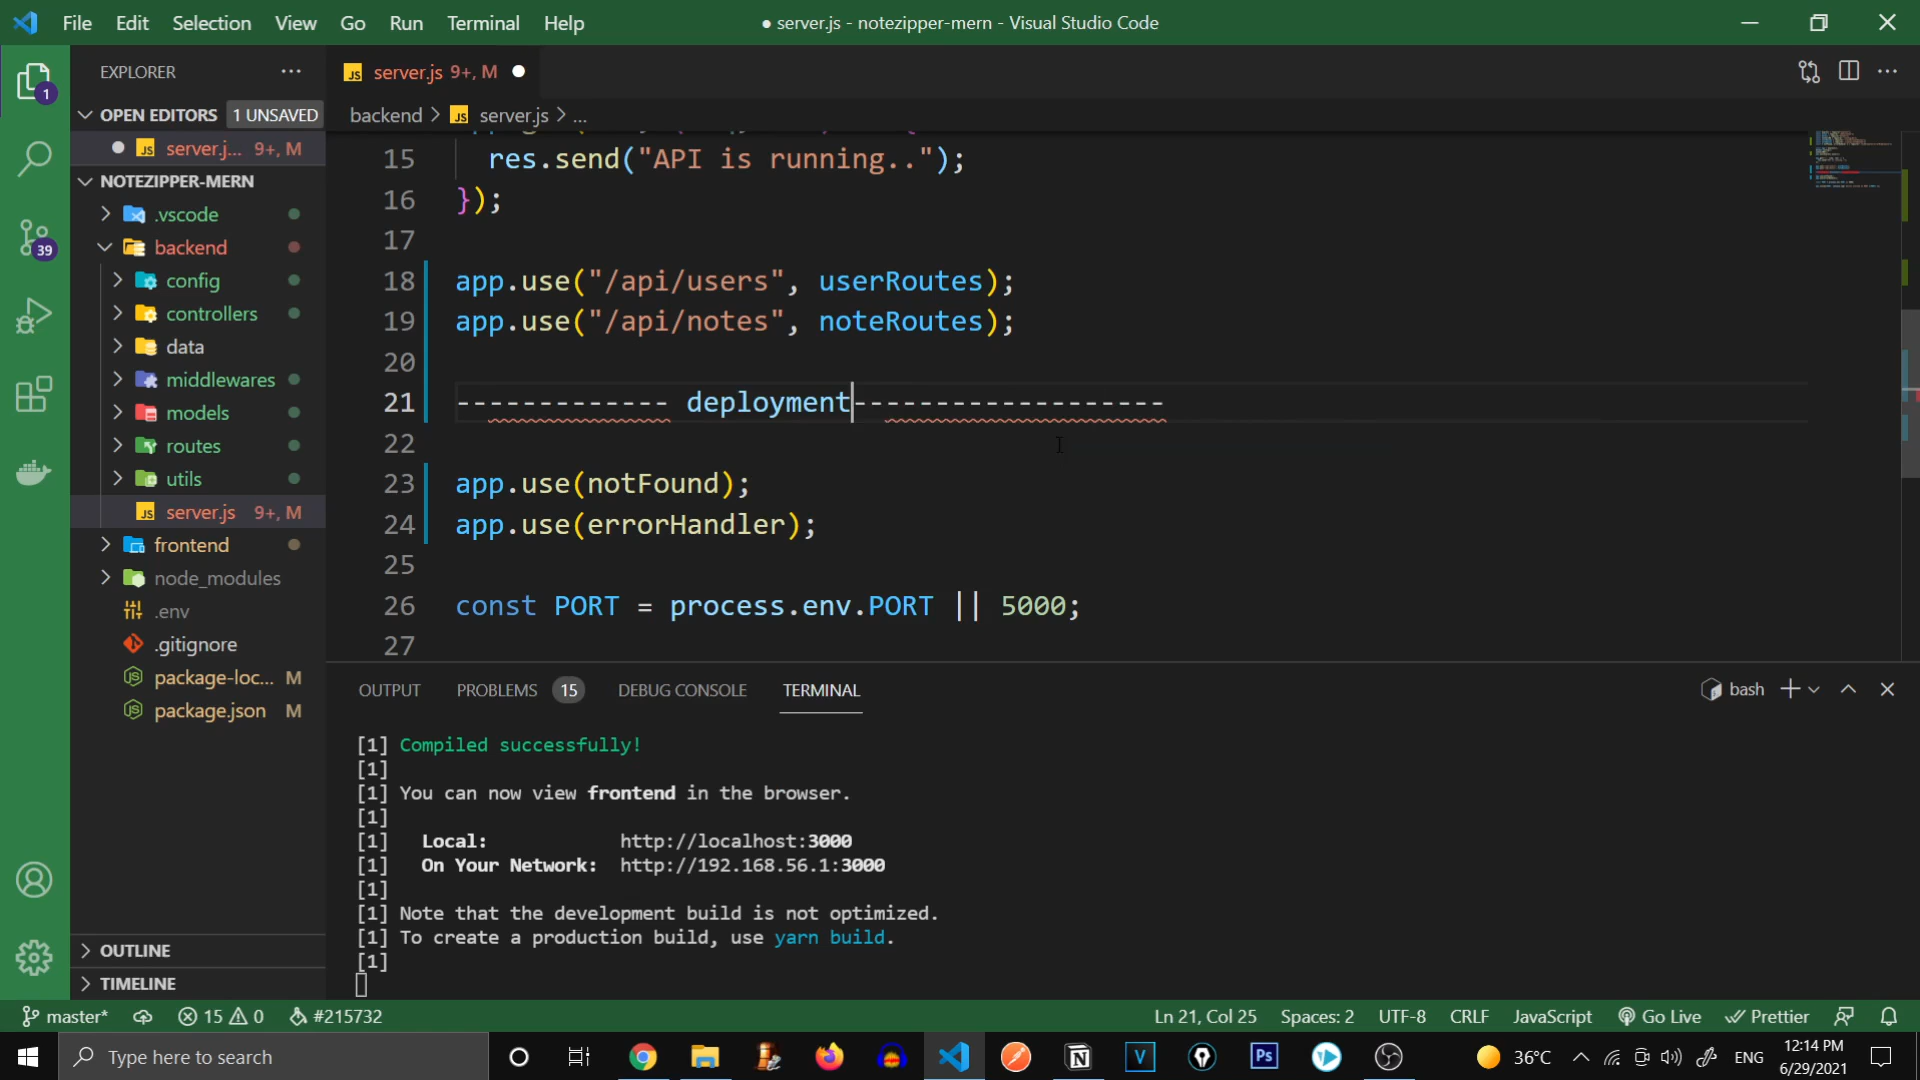 File Edit Selection View Go Run Terminal Help ● server.js - notezipper-mern - Visual Studio Code
EXPLORER ...
server.js 9+, M
1
OPEN EDITORS 1 UNSAVED
backend > server.js > ...
server.j... 9+, M
NOTEZIPPER-MERN
.vscode
backend
config
controllers
data
middlewares
models
routes
utils
server.js 9+, M
frontend
node_modules
.env
.gitignore
package-loc... M
package.json M
OUTLINE
TIMELINE
39
15 res.send("API is running..");
16 });
17
18 app.use("/api/users", userRoutes);
19 app.use("/api/notes", noteRoutes);
20
21 ------------- deployment-------------------
22
23 app.use(notFound);
24 app.use(errorHandler);
25
26 const PORT = process.env.PORT || 5000;
27
OUTPUT PROBLEMS 15 DEBUG CONSOLE TERMINAL bash
[1] Compiled successfully!
[1]
[1] You can now view frontend in the browser.
[1]
[1] Local: http://localhost:3000
[1] On Your Network: http://192.168.56.1:3000
[1]
[1] Note that the development build is not optimized.
[1] To create a production build, use yarn build.
[1]
master* 15 0 #215732 Ln 21, Col 25 Spaces: 2 UTF-8 CRLF JavaScript Go Live Prettier
Type here to search V Ps 36°C ENG 12:14 PM
6/29/2021